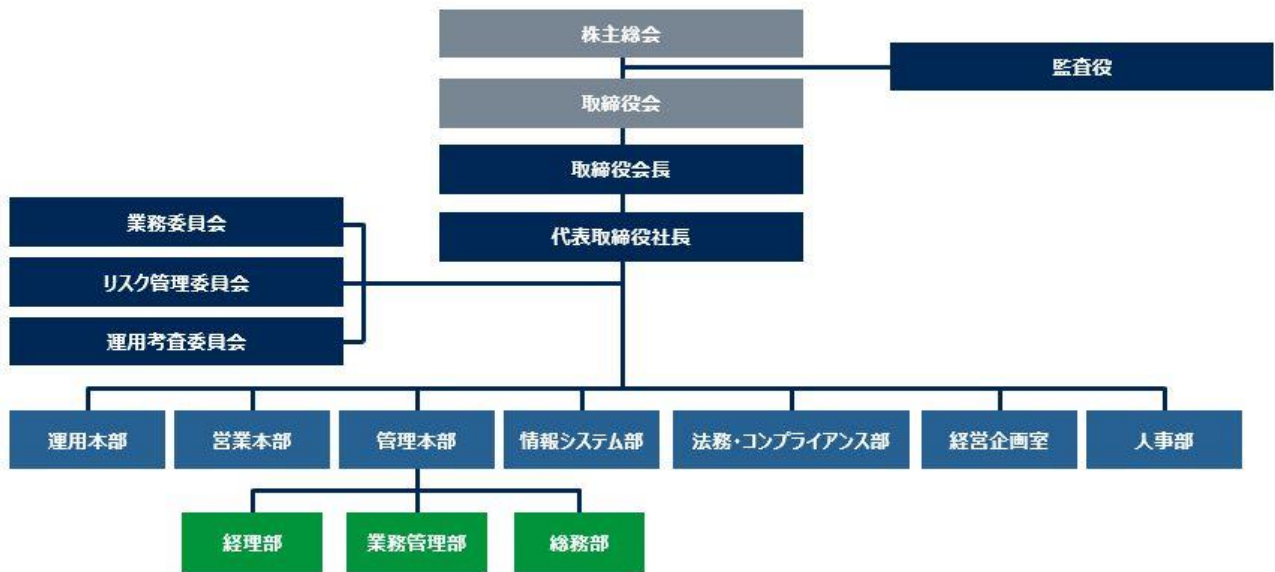 株主総会
監査役
取締役会
取締役会長
代表取締役社長
業務委員会
リスク管理委員会
運用考査委員会
運用本部
営業本部
管理本部
情報システム部
法務・コンプライアンス部
経営企画室
人事部
経理部
業務管理部
総務部